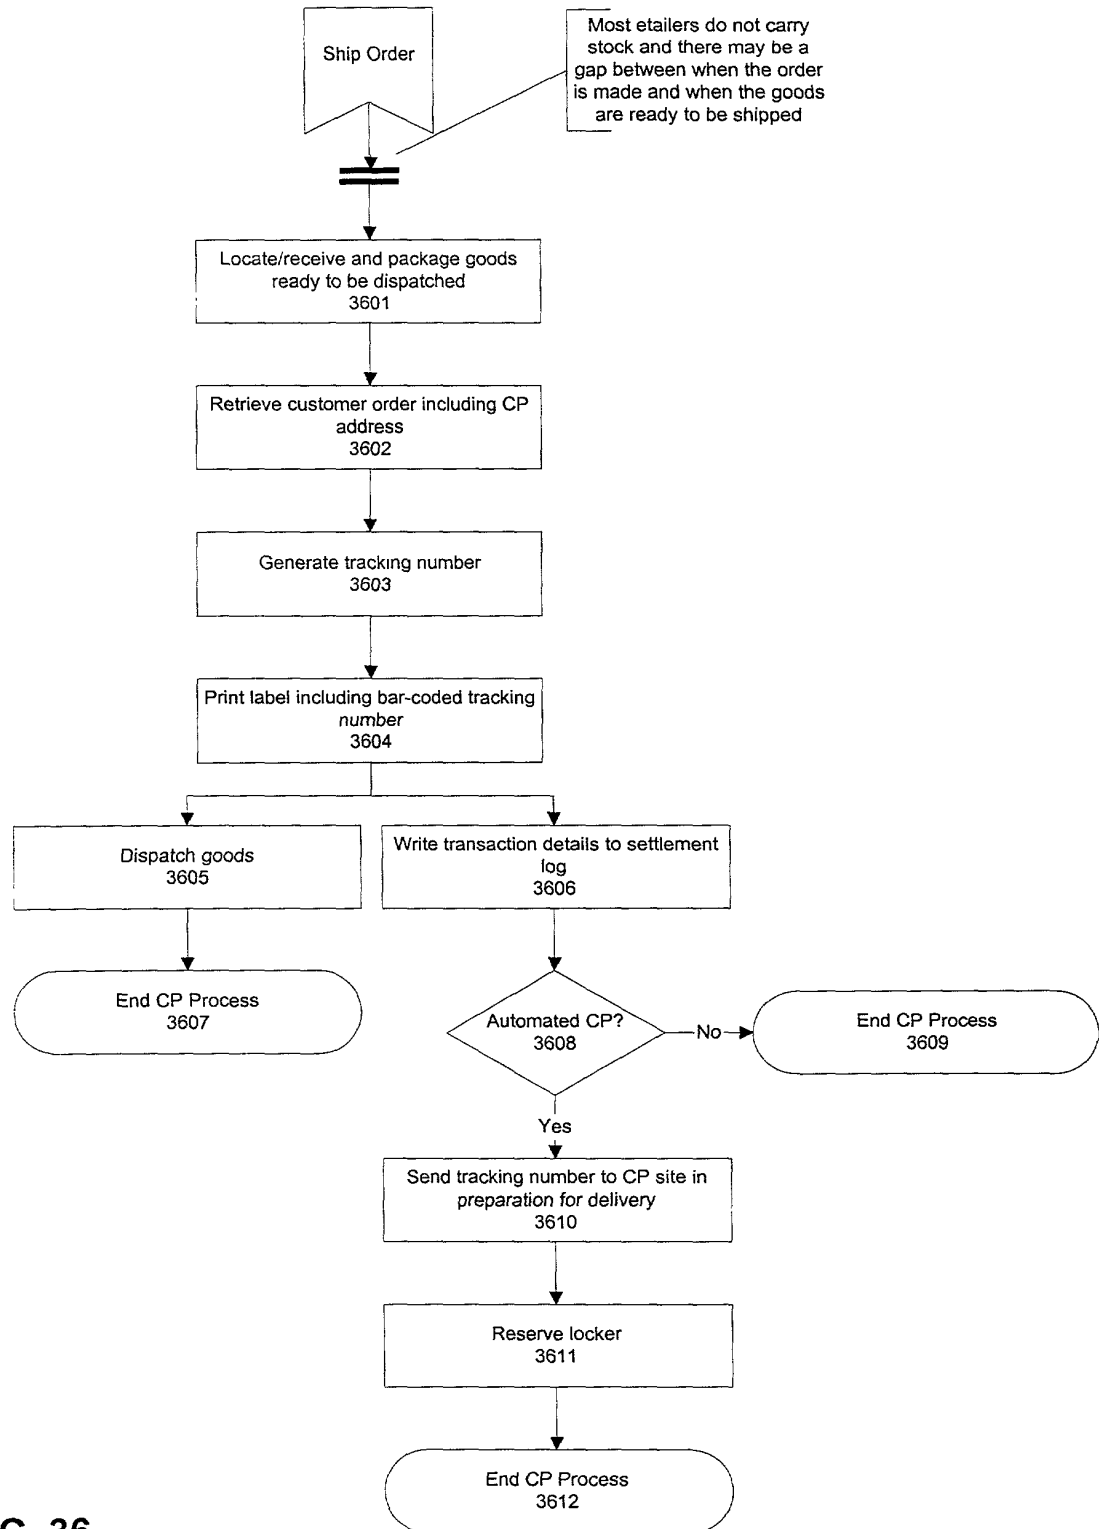 Ship Order
Most etailers do not carry
stock and there may be a
gap between when the order
is made and when the goods
are ready to be shipped
Locate/receive and package goods
ready to be dispatched
3601
Retrieve customer order including CP
address
3602
Generate tracking number
3603
Print label including bar-coded tracking
number
3604
Dispatch goods
3605
Write transaction details to settlement
log
3606
End CP Process
3607
Automated CP?
3608
No
End CP Process
3609
Yes
Send tracking number to CP site in
preparation for delivery
3610
Reserve locker
3611
End CP Process
3612